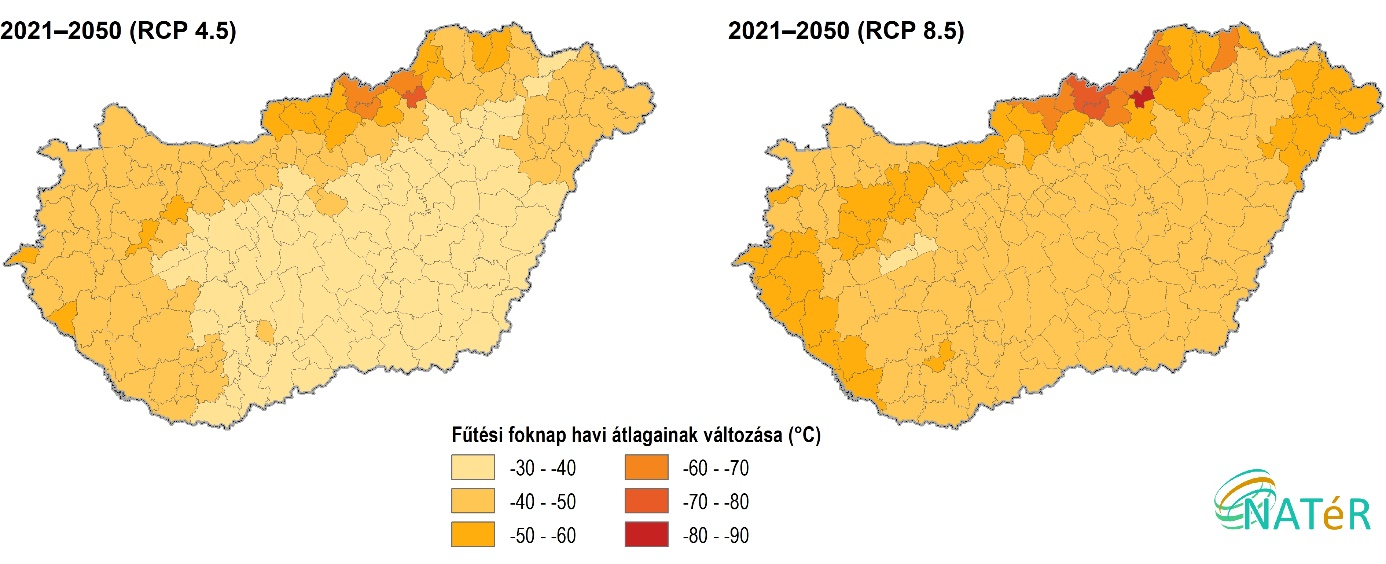 2021–2050 (RCP 4.5)
2021–2050 (RCP 8.5)
Fűtési foknap havi átlagainak változása (°C)
-30 - -40
-40 - -50
-50 - -60
-60 - -70
-70 - -80
-80 - -90
NATéR